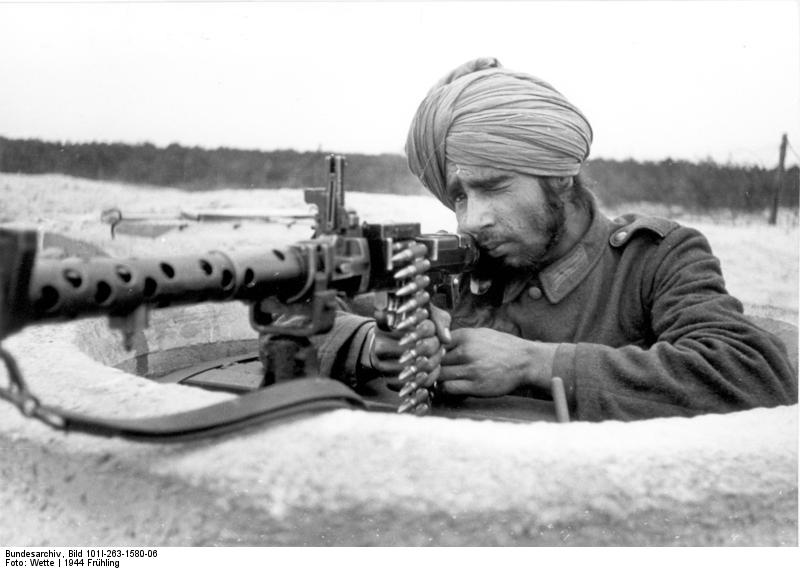 Bundesarchiv, Bild 101I-263-1580-06
Foto: Wette | 1944 Frühling